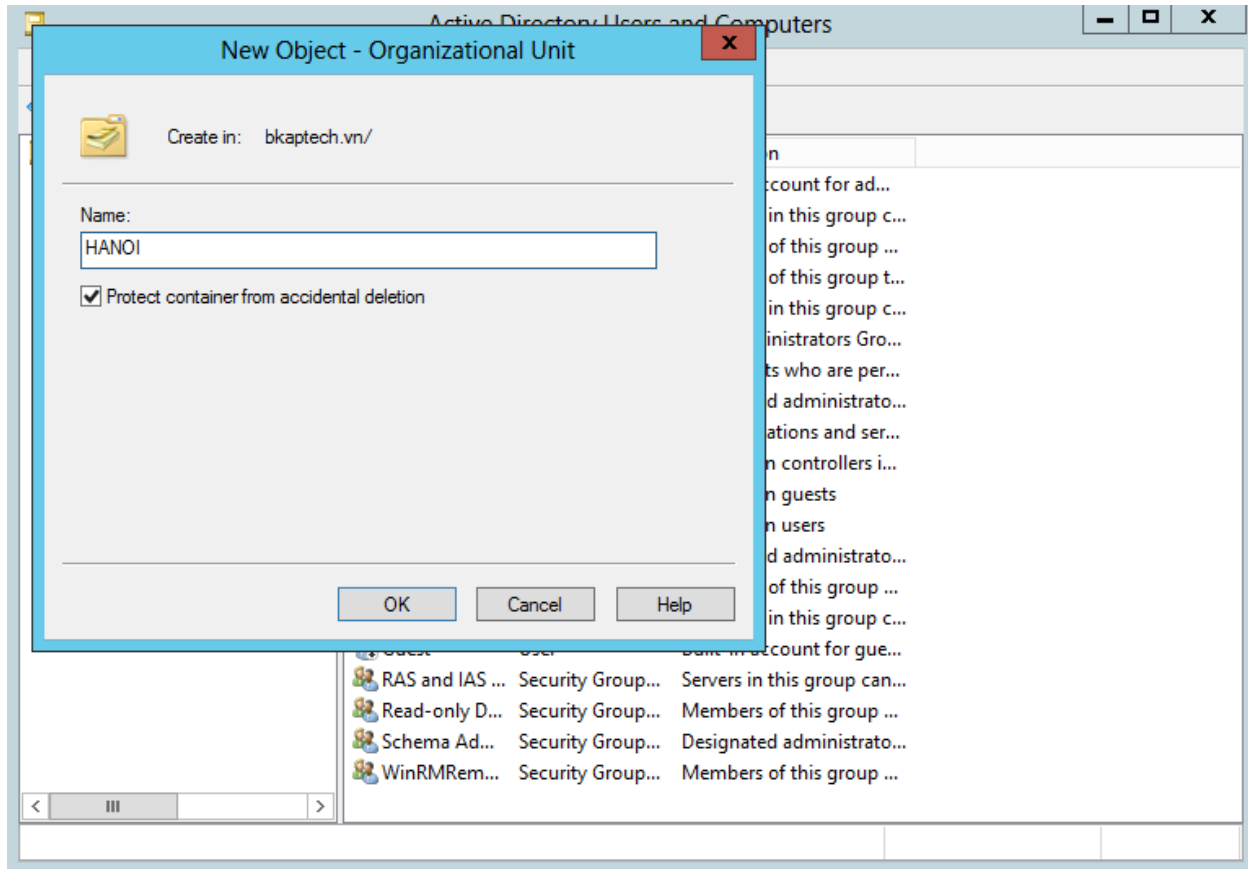 Active Directory Users and Computers
New Object - Organizational Unit
x
Create in: bkaptech.vn/
Name:
HANOI
Protect container from accidental deletion
OK Cancel Help
n
count for ad...
in this group c...
of this group ...
of this group t...
in this group c...
inistrators Gro...
ts who are per...
d administrato...
ations and ser...
n controllers i...
n guests
n users
d administrato...
of this group ...
in this group c...
Guest User Built-in account for gue...
RAS and IAS ... Security Group... Servers in this group can...
Read-only D... Security Group... Members of this group ...
Schema Ad... Security Group... Designated administrato...
WinRMRem... Security Group... Members of this group ...